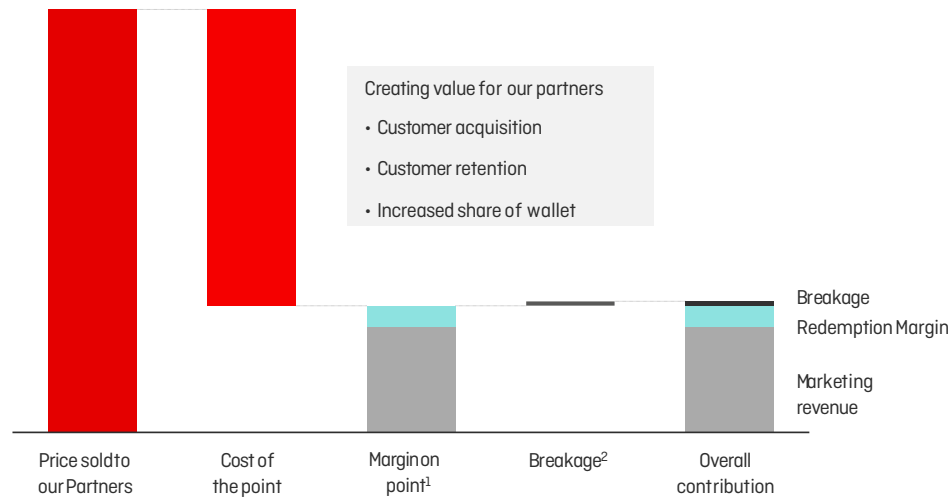 Creating value for our partners
• Customer acquisition
• Customer retention
• Increased share of wallet
Breakage
Redemption Margin
Marketing
revenue
Price sold to
our Partners
Cost of
the point
Margin on
point¹
Breakage²
Overall
contribution